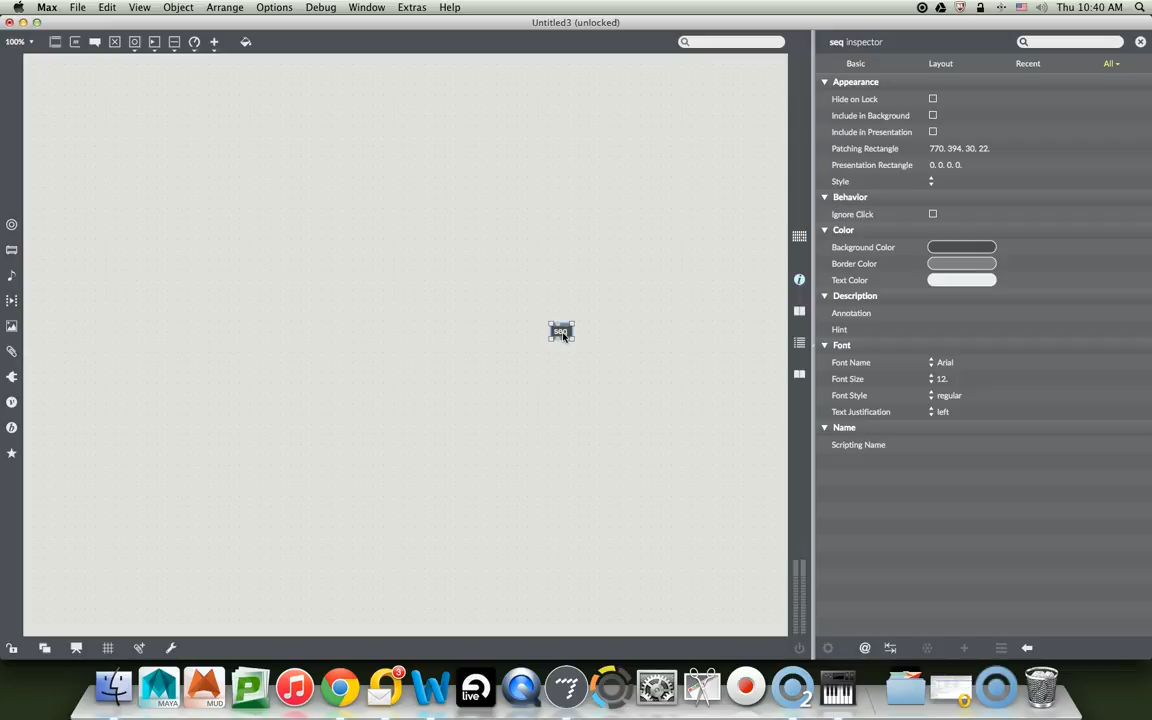 Max File Edit View Object Arrange Options Debug Window Extras Help
Thu 10:40 AM
Untitled3 (unlocked)
100%
seq inspector
Basic Layout Recent All
Appearance
Hide on Lock
Include in Background
Include in Presentation
Patching Rectangle 770. 394. 30. 22.
Presentation Rectangle 0. 0. 0. 0.
Style
Behavior
Ignore Click
Color
Background Color
Border Color
Text Color
Description
Annotation
Hint
Font
Font Name Arial
Font Size 12.
Font Style regular
Text Justification left
Name
Scripting Name
seq
MAYA
MUD
3
live
2